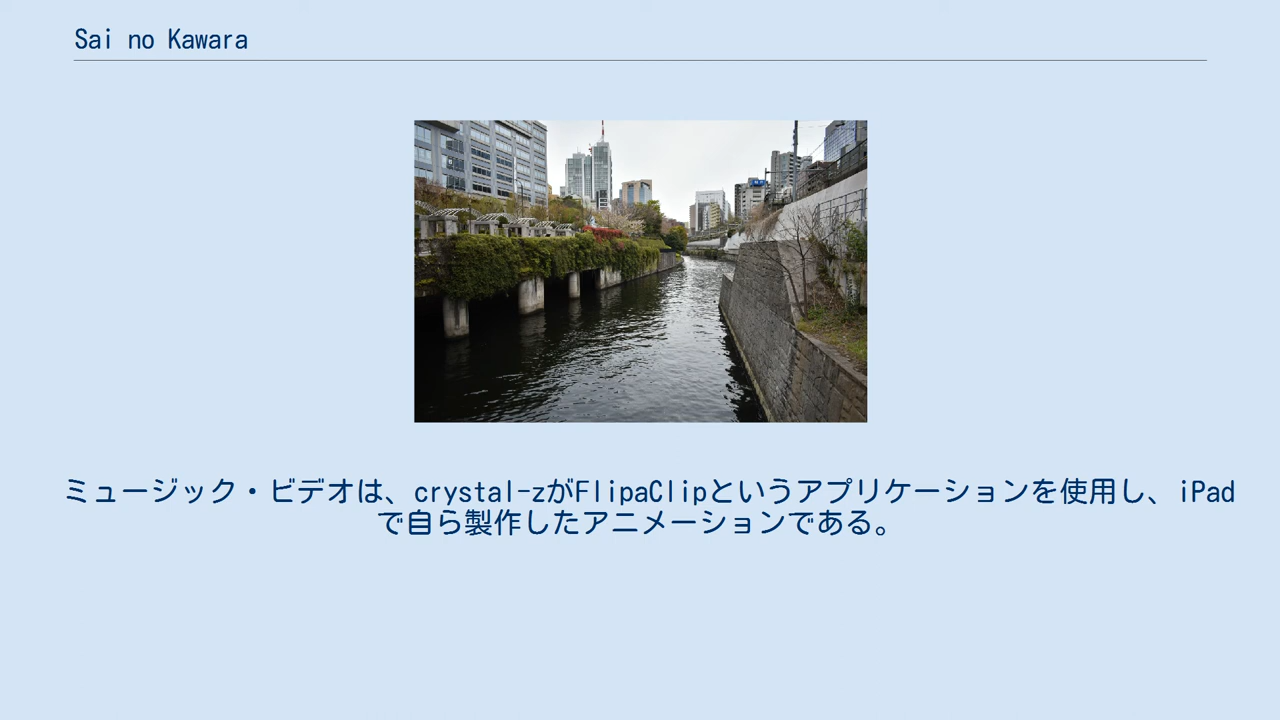 Sai no Kawara
ミュージック・ビデオは、crystal-zがFlipaClipというアプリケーションを使用し、iPad
で自ら製作したアニメーションである。